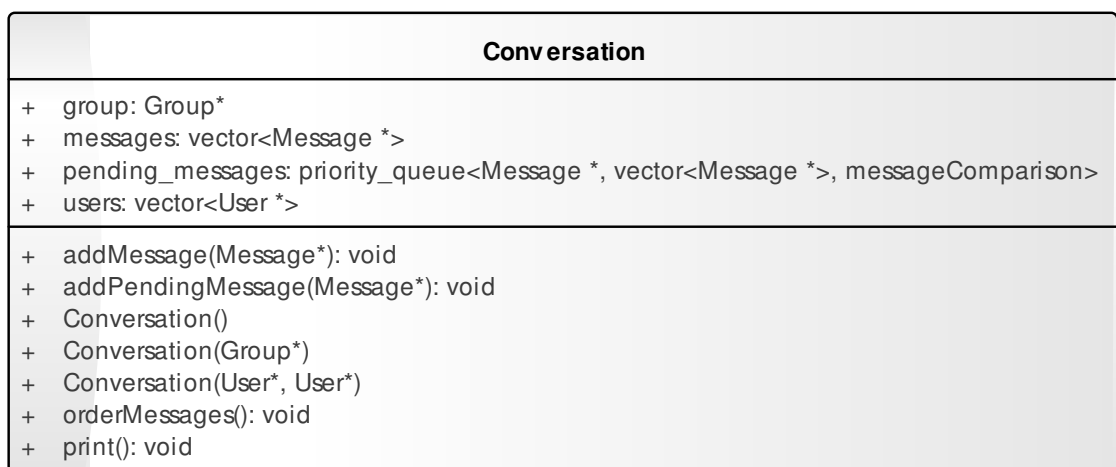 Conversation
+ group: Group*
+ messages: vector<Message *>
+ pending_messages: priority_queue<Message *, vector<Message *>, messageComparison>
+ users: vector<User *>
+ addMessage(Message*): void
+ addPendingMessage(Message*): void
+ Conversation()
+ Conversation(Group*)
+ Conversation(User*, User*)
+ orderMessages(): void
+ print(): void